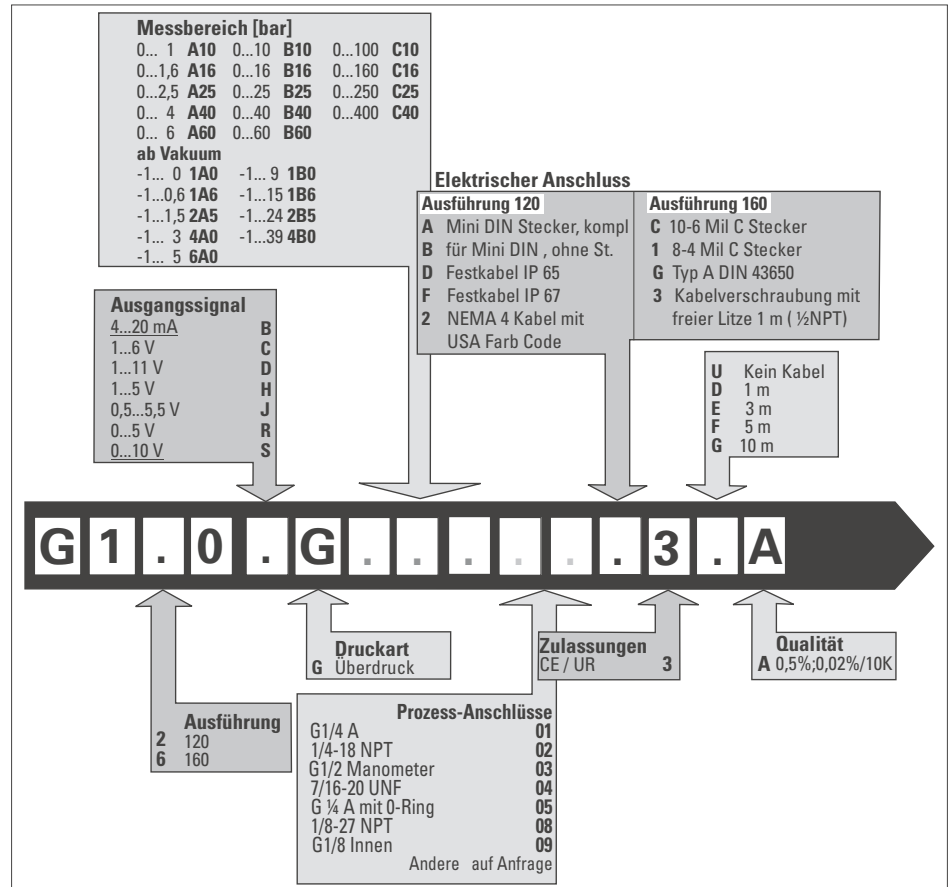 Messbereich [bar]
0... 1 A10 0...10 B10 0...100 C10
0...1,6 A16 0...16 B16 0...160 C16
0...2,5 A25 0...25 B25 0...250 C25
0... 4 A40 0...40 B40 0...400 C40
0... 6 A60 0...60 B60
ab Vakuum
-1... 0 1A0 -1... 9 1B0
-1...0,6 1A6 -1...15 1B6
-1...1,5 2A5 -1...24 2B5
-1... 3 4A0 -1...39 4B0
-1... 5 6A0
Elektrischer Anschluss
Ausführung 120
A Mini DIN Stecker, kompl
B für Mini DIN , ohne St.
D Festkabel IP 65
F Festkabel IP 67
2 NEMA 4 Kabel mit
USA Farb Code
Ausführung 160
C 10-6 Mil C Stecker
1 8-4 Mil C Stecker
G Typ A DIN 43650
3 Kabelverschraubung mit
freier Litze 1 m ( ½NPT)
Ausgangssignal
4...20 mA B
1...6 V C
1...11 V D
1...5 V H
0,5...5,5 V J
0...5 V R
0...10 V S
U Kein Kabel
D 1 m
E 3 m
F 5 m
G 10 m
G 1 . 0 . G . . . . . . 3 . A
Ausführung
2 120
6 160
Druckart
G Überdruck
Prozess-Anschlüsse
G1/4 A 01
1/4-18 NPT 02
G1/2 Manometer 03
7/16-20 UNF 04
G ¼ A mit 0-Ring 05
1/8-27 NPT 08
G1/8 Innen 09
Andere auf Anfrage
Zulassungen
CE / UR 3
Qualität
A 0,5%;0,02%/10K